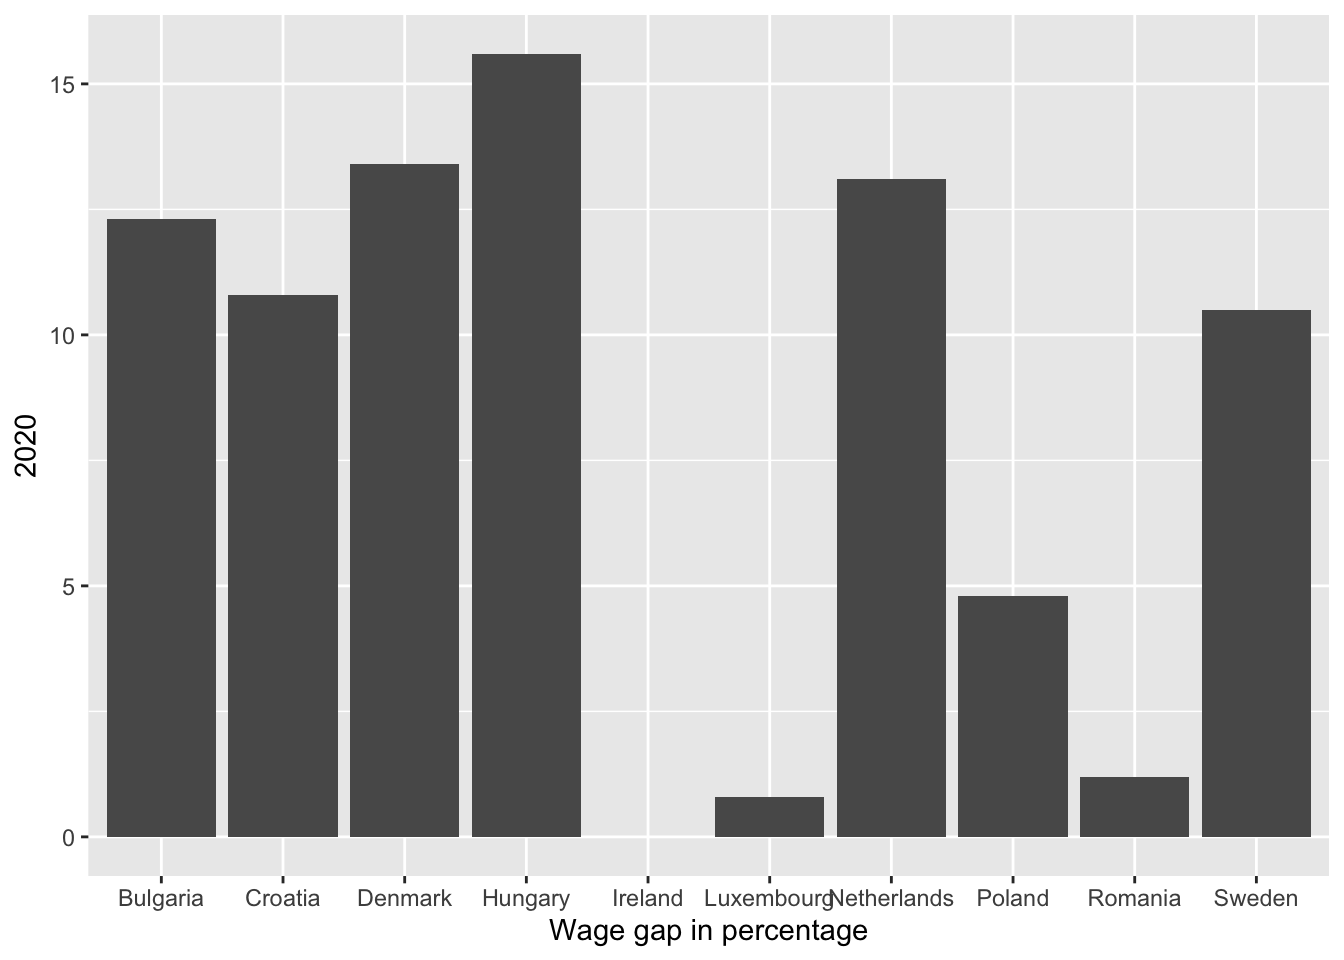 15
10
5
0
2020
Bulgaria Croatia Denmark Hungary Ireland Luxembourg Netherlands Poland Romania Sweden
Wage gap in percentage